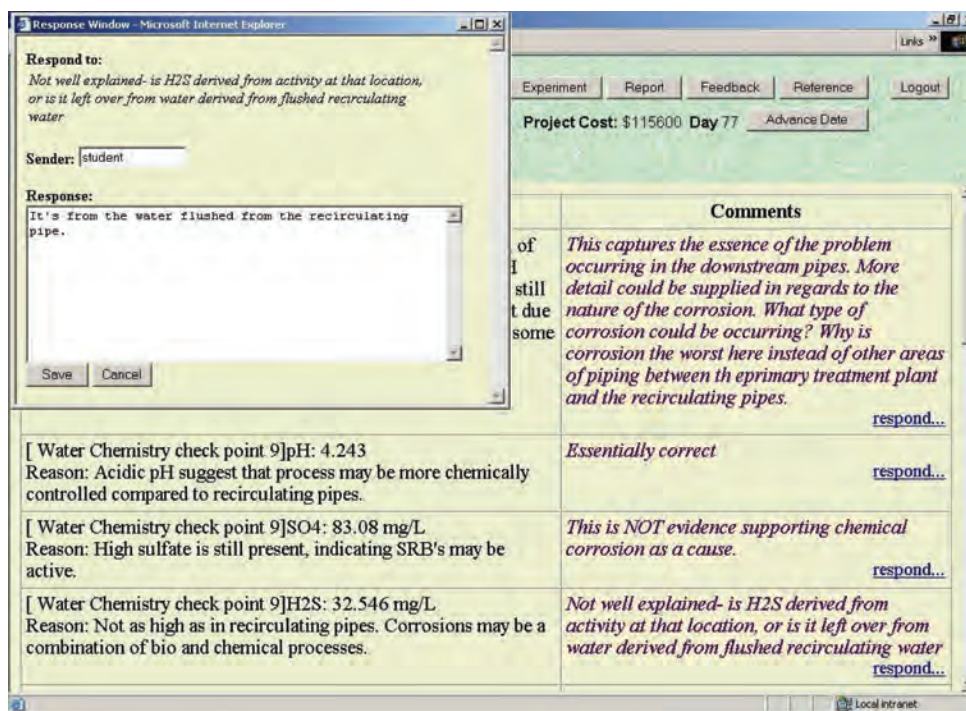 Response Window - Microsoft Internet Explorer
Respond to:
Not well explained- is H2S derived from activity at that location,
or is it left over from water derived from flushed recirculating
water
Sender: student
Response:
It's from the water flushed from the recirculating
pipe.
Save Cancel
Links »
Experiment Report Feedback Reference Logout
Project Cost: $115600 Day 77 Advance Date
Comments
of
still
t due
some
This captures the essence of the problem
occurring in the downstream pipes. More
detail could be supplied in regards to the
nature of the corrosion. What type of
corrosion could be occurring? Why is
corrosion the worst here instead of other areas
of piping between th eprimary treatment plant
and the recirculating pipes.
respond...
[ Water Chemistry check point 9]pH: 4.243
Reason: Acidic pH suggest that process may be more chemically
controlled compared to recirculating pipes.
Essentially correct
respond...
[ Water Chemistry check point 9]SO4: 83.08 mg/L
Reason: High sulfate is still present, indicating SRB's may be
active.
This is NOT evidence supporting chemical
corrosion as a cause.
respond...
[ Water Chemistry check point 9]H2S: 32.546 mg/L
Reason: Not as high as in recirculating pipes. Corrosions may be a
combination of bio and chemical processes.
Not well explained- is H2S derived from
activity at that location, or is it left over from
water derived from flushed recirculating water
respond...
Local intranet